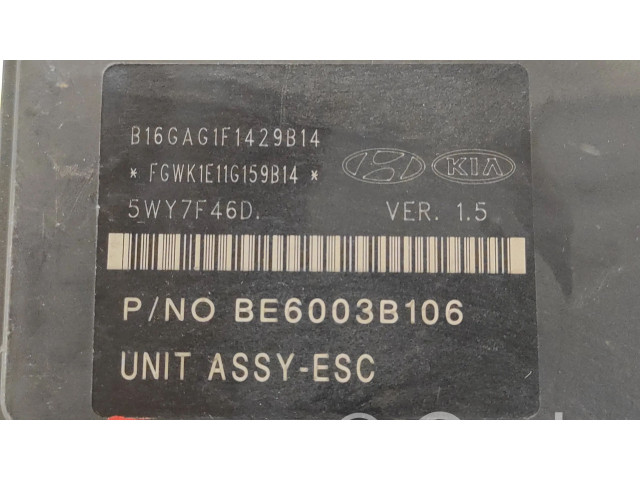 B16GAG1F1429B14
* FGWK1E11G159B14 *
KIA
5WY7F46D. VER. 1.5
P/NO BE6003B106
UNIT ASSY-ESC